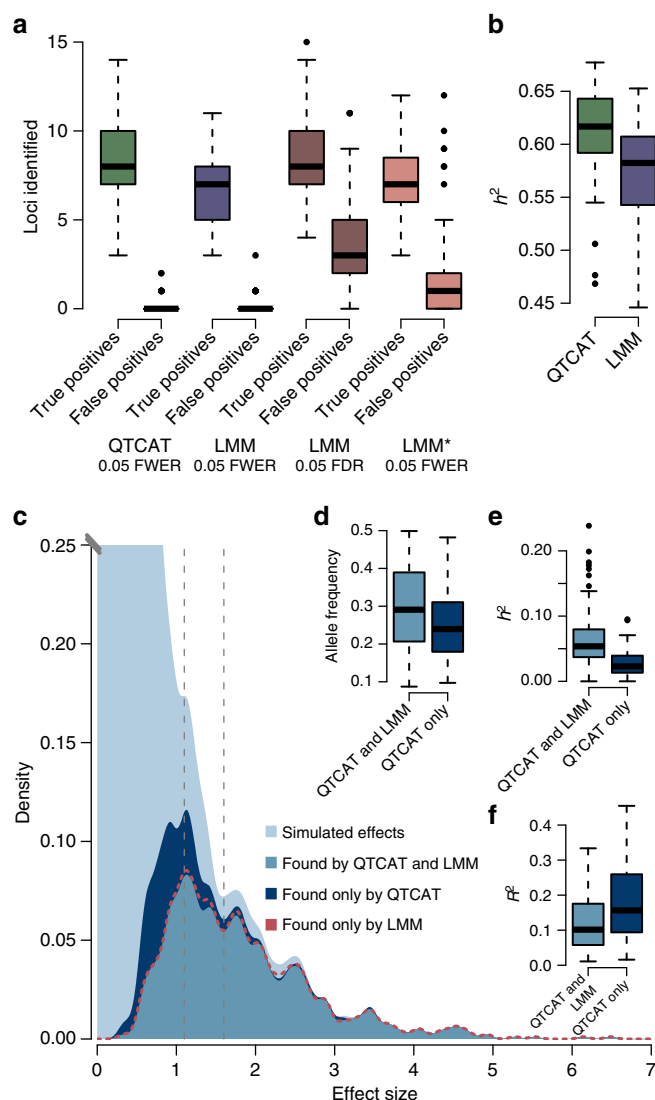 a
15
10
5
0
Loci identified
True positives
False positives
True positives
False positives
True positives
False positives
True positives
False positives
QTCAT
0.05 FWER
LMM
0.05 FWER
LMM
0.05 FDR
LMM*
0.05 FWER
b
0.65
0.60
0.55
0.50
0.45
h²
QTCAT
LMM
c
0.25
0.20
0.15
0.10
0.05
0.00
Density
0
1
2
3
4
5
6
7
Effect size
Simulated effects
Found by QTCAT and LMM
Found only by QTCAT
Found only by LMM
d
0.5
0.4
0.3
0.2
0.1
Allele frequency
QTCAT and LMM
QTCAT only
e
0.20
0.10
0.00
h²
QTCAT and LMM
QTCAT only
f
0.4
0.3
0.2
0.1
0.0
R²
QTCAT and
LMM
QTCAT only